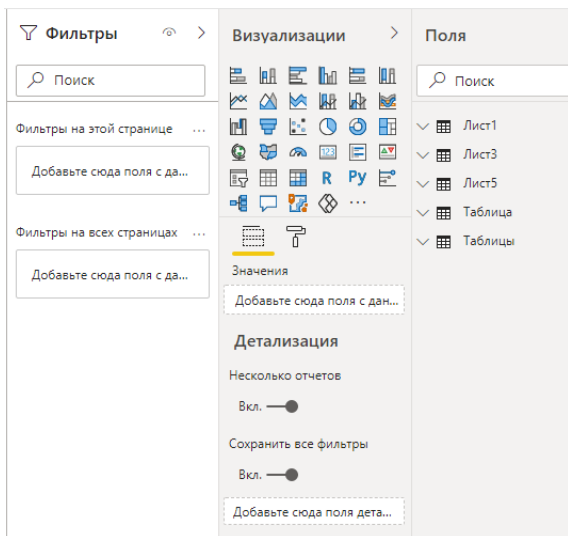 Фильтры
Поиск
Фильтры на этой странице ...
Добавьте сюда поля с да...
Фильтры на всех страницах ...
Добавьте сюда поля с да...
Визуализации
123
R Py
...
Значения
Добавьте сюда поля с дан...
Детализация
Несколько отчетов
Вкл.
Сохранить все фильтры
Вкл.
Добавьте сюда поля дета...
Поля
Поиск
Лист1
Лист3
Лист5
Таблица
Таблицы